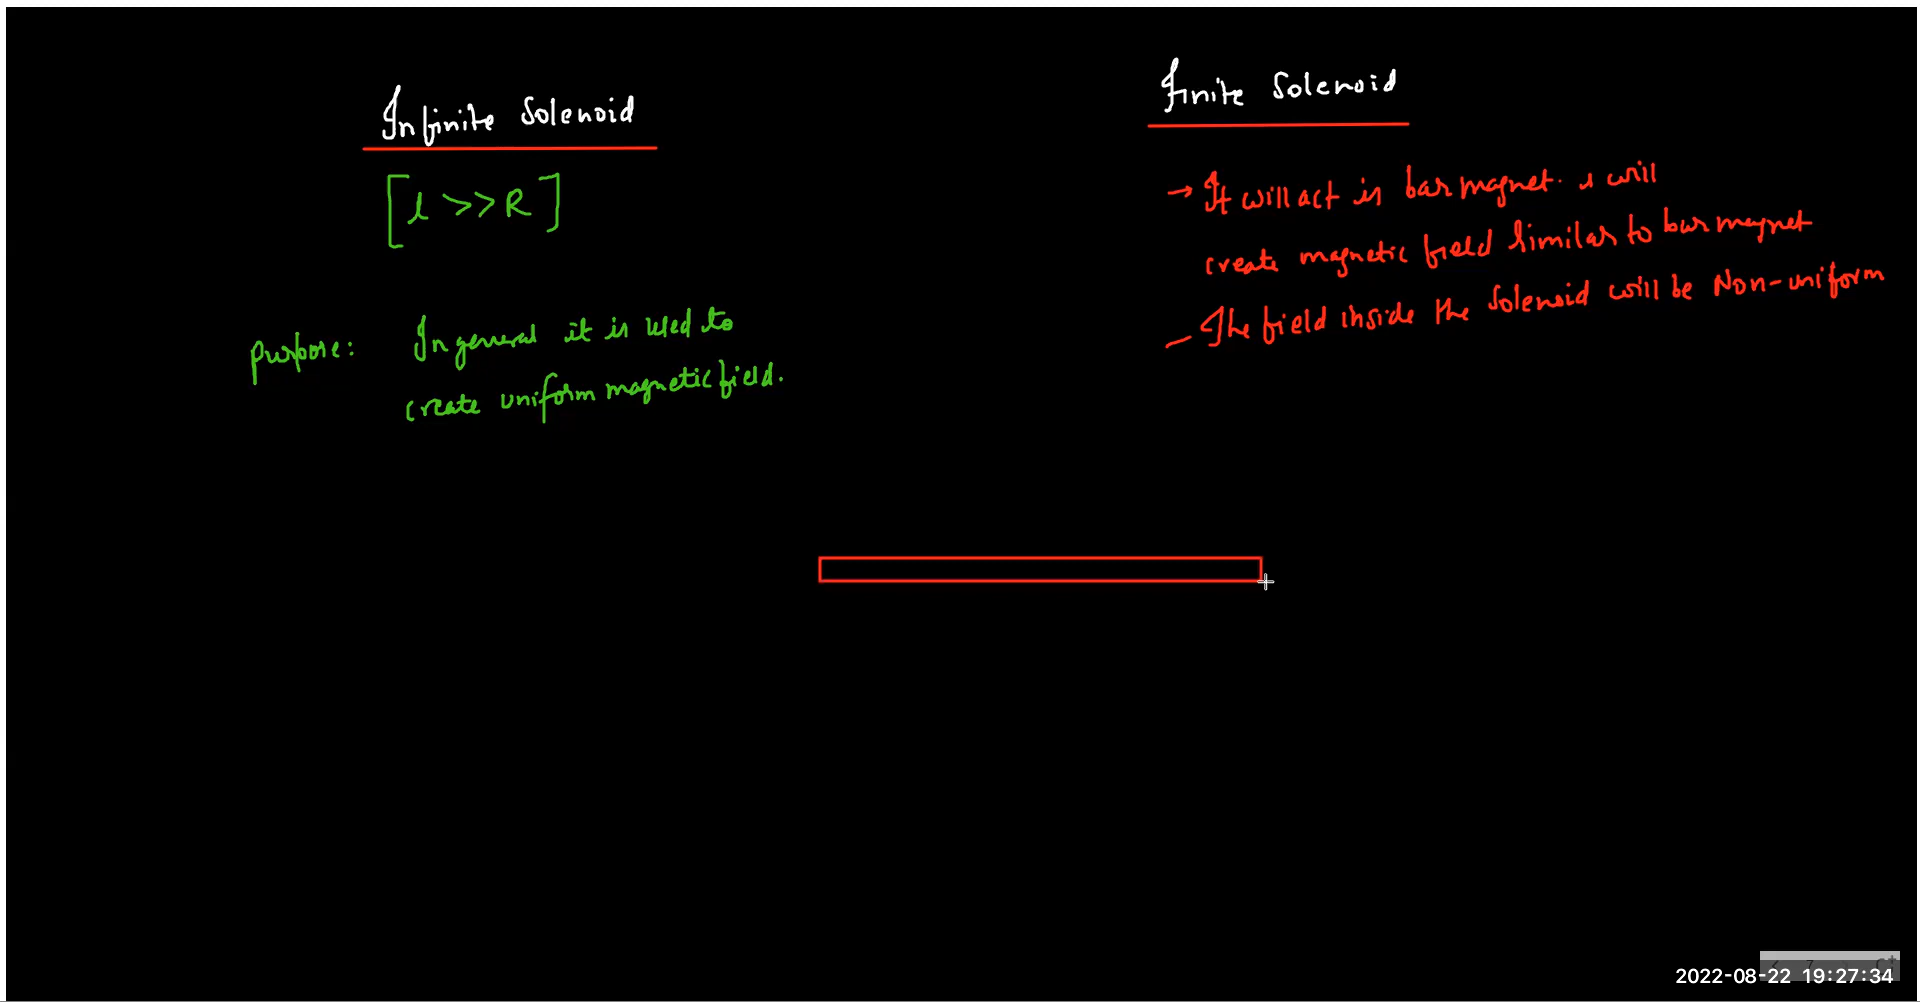 Infinite Solenoid
[l >> R]
Purpose: In general it is used to
create uniform magnetic field.
Finite Solenoid
→ It will act is bar magnet. & will
create magnetic field similar to bar magnet
– The field inside the solenoid will be Non-uniform
2022-08-22 19:27:34